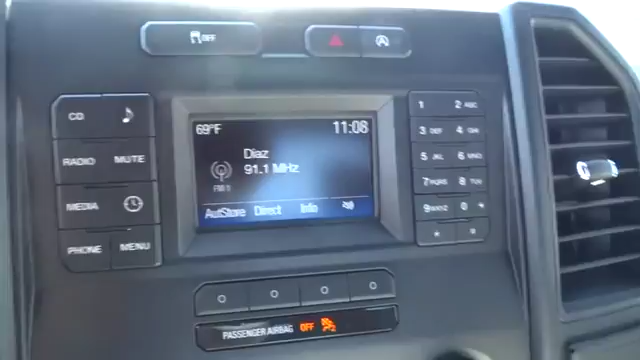 OFF
CD
RADIO MUTE
MEDIA
PHONE MENU
69°F 11:08
Diaz
91.1 MHz
FM 1
AutoStore Direct Info
1 2 ABC
3 DEF 4 GHI
5 JKL 6 MNO
7 PQRS 8 TUV
9 WXYZ 0 +
*
PASSENGER AIRBAG OFF